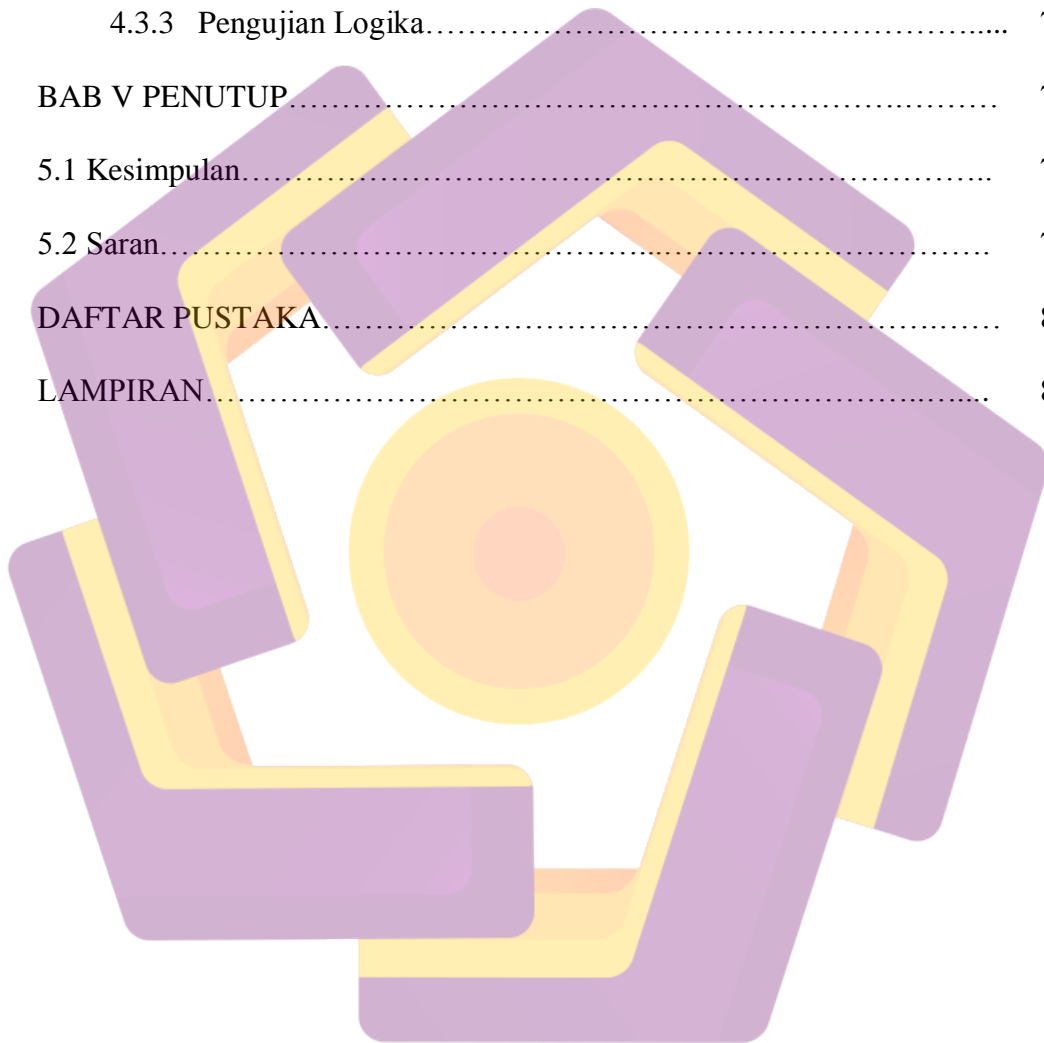 4.3.3 Pengujian Logika……………………………………………......
BAB V PENUTUP……………………………………………….………
5.1 Kesimpulan…………………………………………………………….
5.2 Saran……………………………………….…………………………….
DAFTAR PUSTAKA………………………………………………….……
LAMPIRAN……………………………………………………….…….